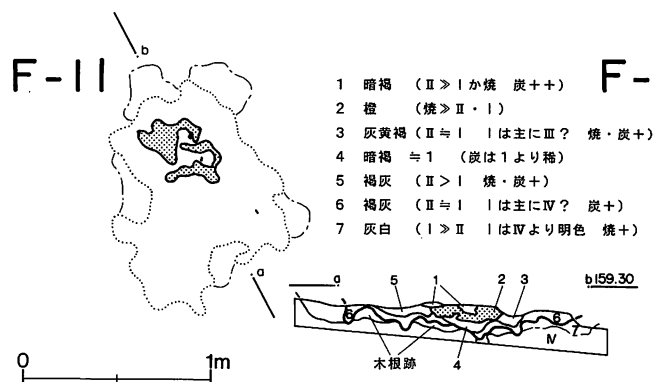 b
F-11
F-
1 暗褐 (Ⅱ≫Ⅰか焼 炭++)
2 橙 (焼≫Ⅱ・Ⅰ)
3 灰黄褐 (Ⅱ≒Ⅰ Ⅰは主にⅢ? 焼・炭+)
4 暗褐 ≒1 (炭は1より稀)
5 褐灰 (Ⅱ>Ⅰ 焼・炭+)
6 褐灰 (Ⅱ≒Ⅰ Ⅰは主にⅣ? 炭+)
7 灰白 (Ⅰ≫Ⅱ ⅠはⅣより明色 焼+)
a
a 5 1 2 3 b159.30
6 6 7
木根跡 4 Ⅳ
0 1m